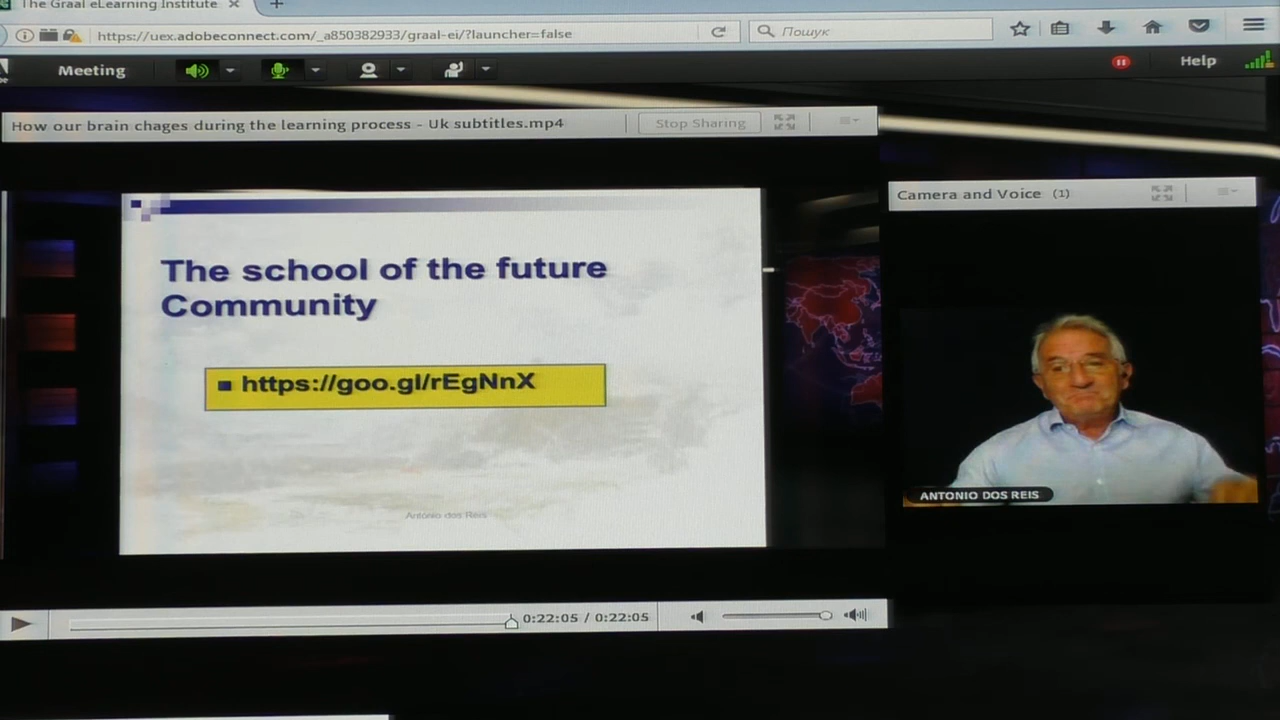 The Graal eLearning Institute
https://uex.adobeconnect.com/_a850382933/graal-ei/?launcher=false
Пошук
Meeting
Help
How our brain chages during the learning process - Uk subtitles.mp4
Stop Sharing
Camera and Voice (1)
The school of the future
Community
https://goo.gl/rEgNnX
António dos Reis
ANTONIO DOS REIS
0:22:05 / 0:22:05